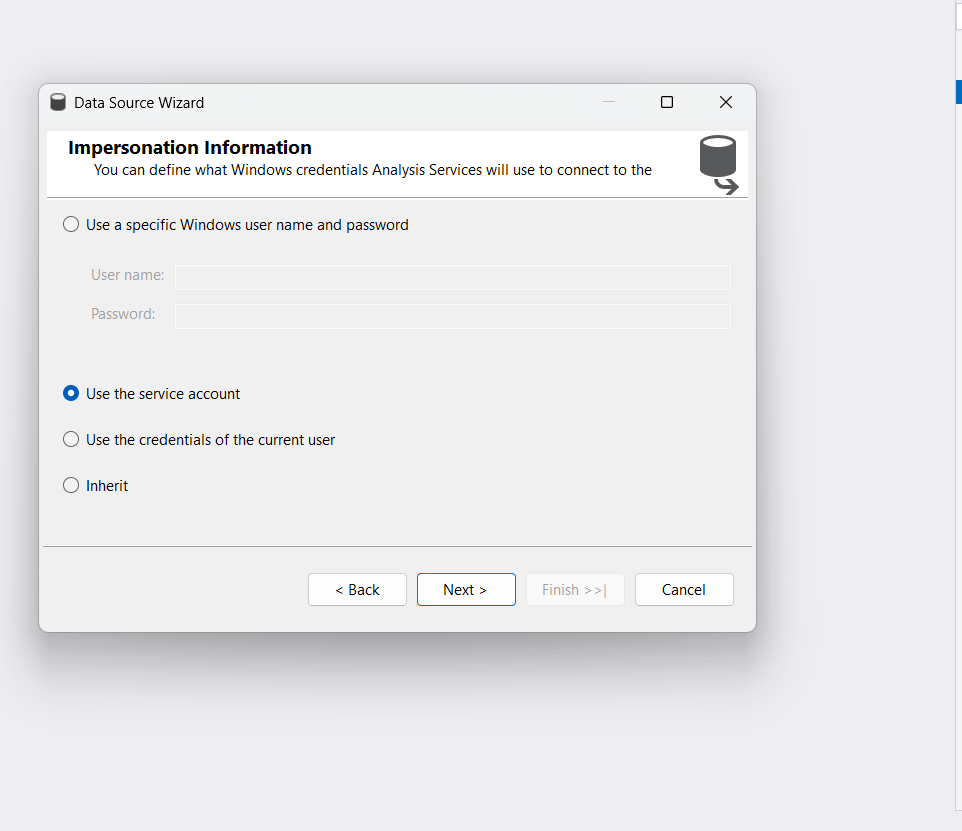 Data Source Wizard
Impersonation Information
You can define what Windows credentials Analysis Services will use to connect to the
Use a specific Windows user name and password
User name:
Password:
Use the service account
Use the credentials of the current user
Inherit
< Back
Next >
Finish >>|
Cancel